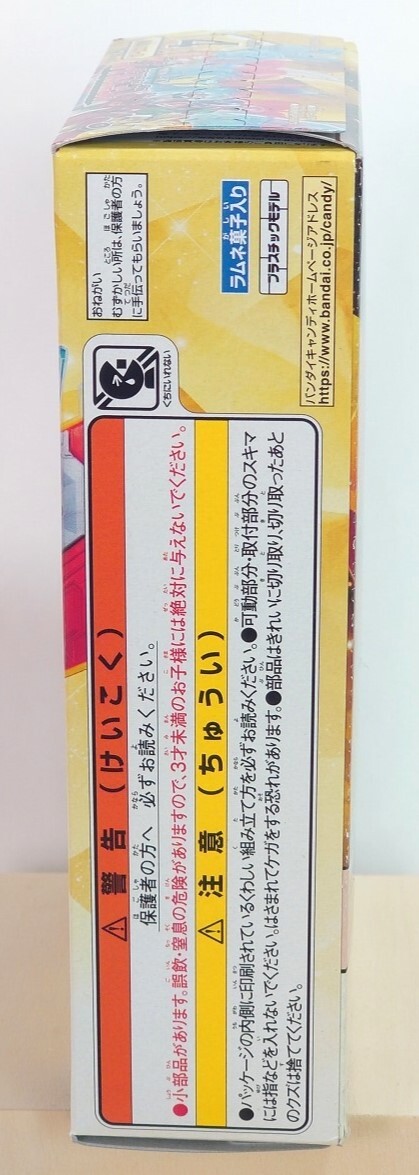 ⚠警告(けいこく)
保護者の方へ 必ずお読みください。
●小部品があります。誤飲・窒息の危険がありますので、3才未満のお子様には絶対に与えないでください。
⚠注意(ちゅうい)
●パッケージの内側に印刷されているくわしい組み立て方を必ずお読みください。●可動部分・取付部分のスキマ
には指などを入れないでください。はさまれてケガをする恐れがあります。●部品はきれいに切り取り、切り取ったあと
のクズは捨ててください。
くちにいれない
おねがい
むずかしい所は、保護者の方
に手伝ってもらいましょう。
ラムネ菓子入り
プラスチックモデル
バンダイキャンディホームページアドレス
https://www.bandai.co.jp/candy/